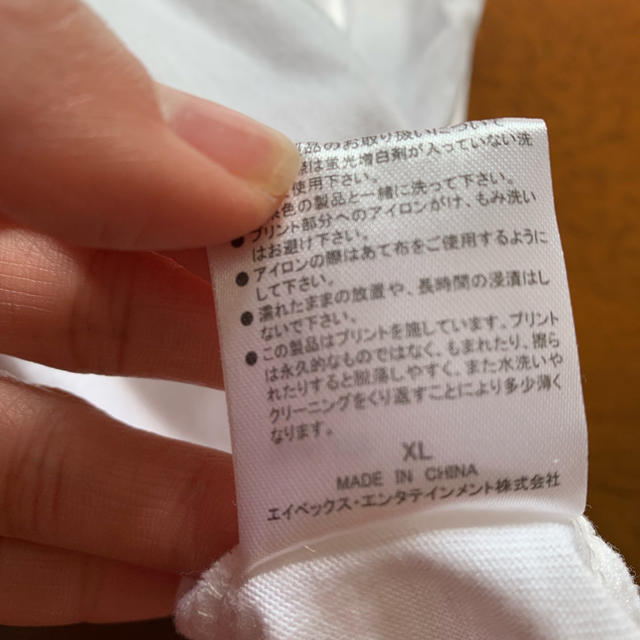 製品のお取り扱いについて
は蛍光増白剤が入っていない洗
使用下さい。
色の製品と一緒に洗って下さい。
●プリント部分へのアイロンがけ、もみ洗い
はお避け下さい。
●アイロンの際はあて布をご使用するように
して下さい。
●濡れたままの放置や、長時間の浸漬はし
ないで下さい。
●この製品はプリントを施しています。プリント
は永久的なものではなく、もまれたり、擦ら
れたりすると脱落しやすく、また水洗いや
クリーニングをくり返すことにより多少薄く
なります。
XL
MADE IN CHINA
エイベックス・エンタテインメント株式会社